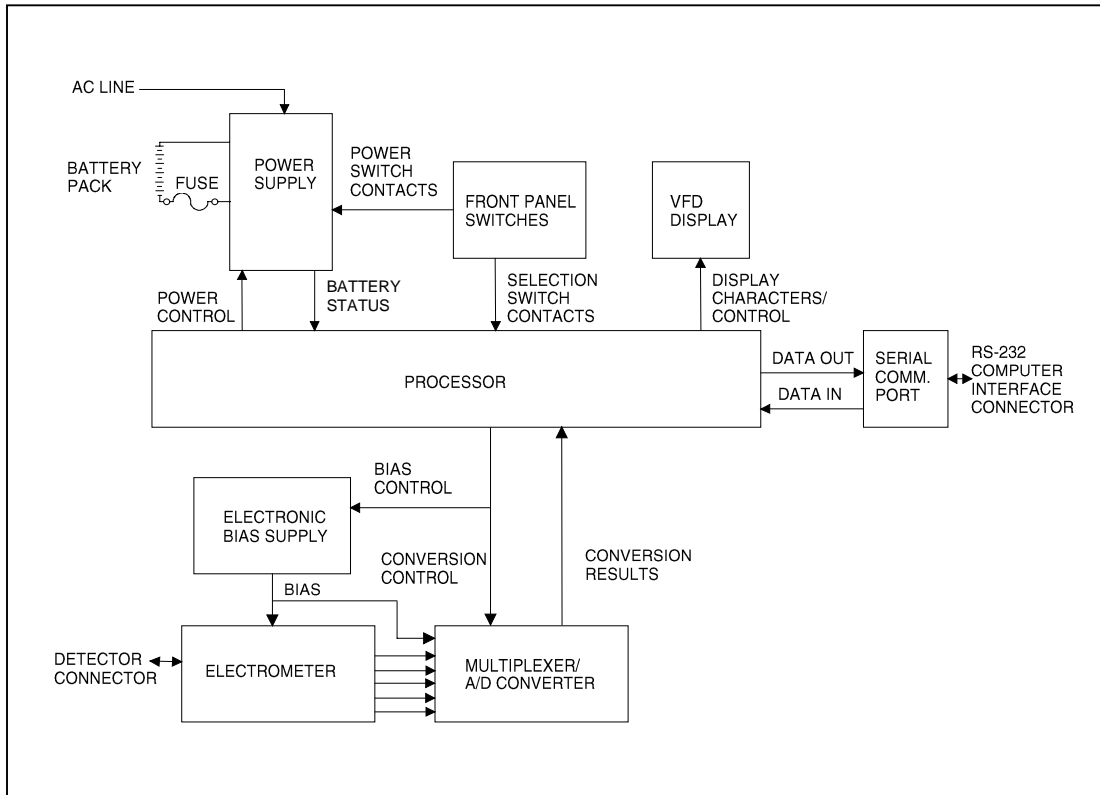 AC LINE
BATTERY
PACK
FUSE
POWER
SUPPLY
POWER
SWITCH
CONTACTS
FRONT PANEL
SWITCHES
VFD
DISPLAY
POWER
CONTROL
BATTERY
STATUS
SELECTION
SWITCH
CONTACTS
DISPLAY
CHARACTERS/
CONTROL
PROCESSOR
DATA OUT
DATA IN
SERIAL
COMM.
PORT
RS-232
COMPUTER
INTERFACE
CONNECTOR
BIAS
CONTROL
ELECTRONIC
BIAS SUPPLY
CONVERSION
CONTROL
CONVERSION
RESULTS
BIAS
DETECTOR
CONNECTOR
ELECTROMETER
MULTIPLEXER/
A/D CONVERTER